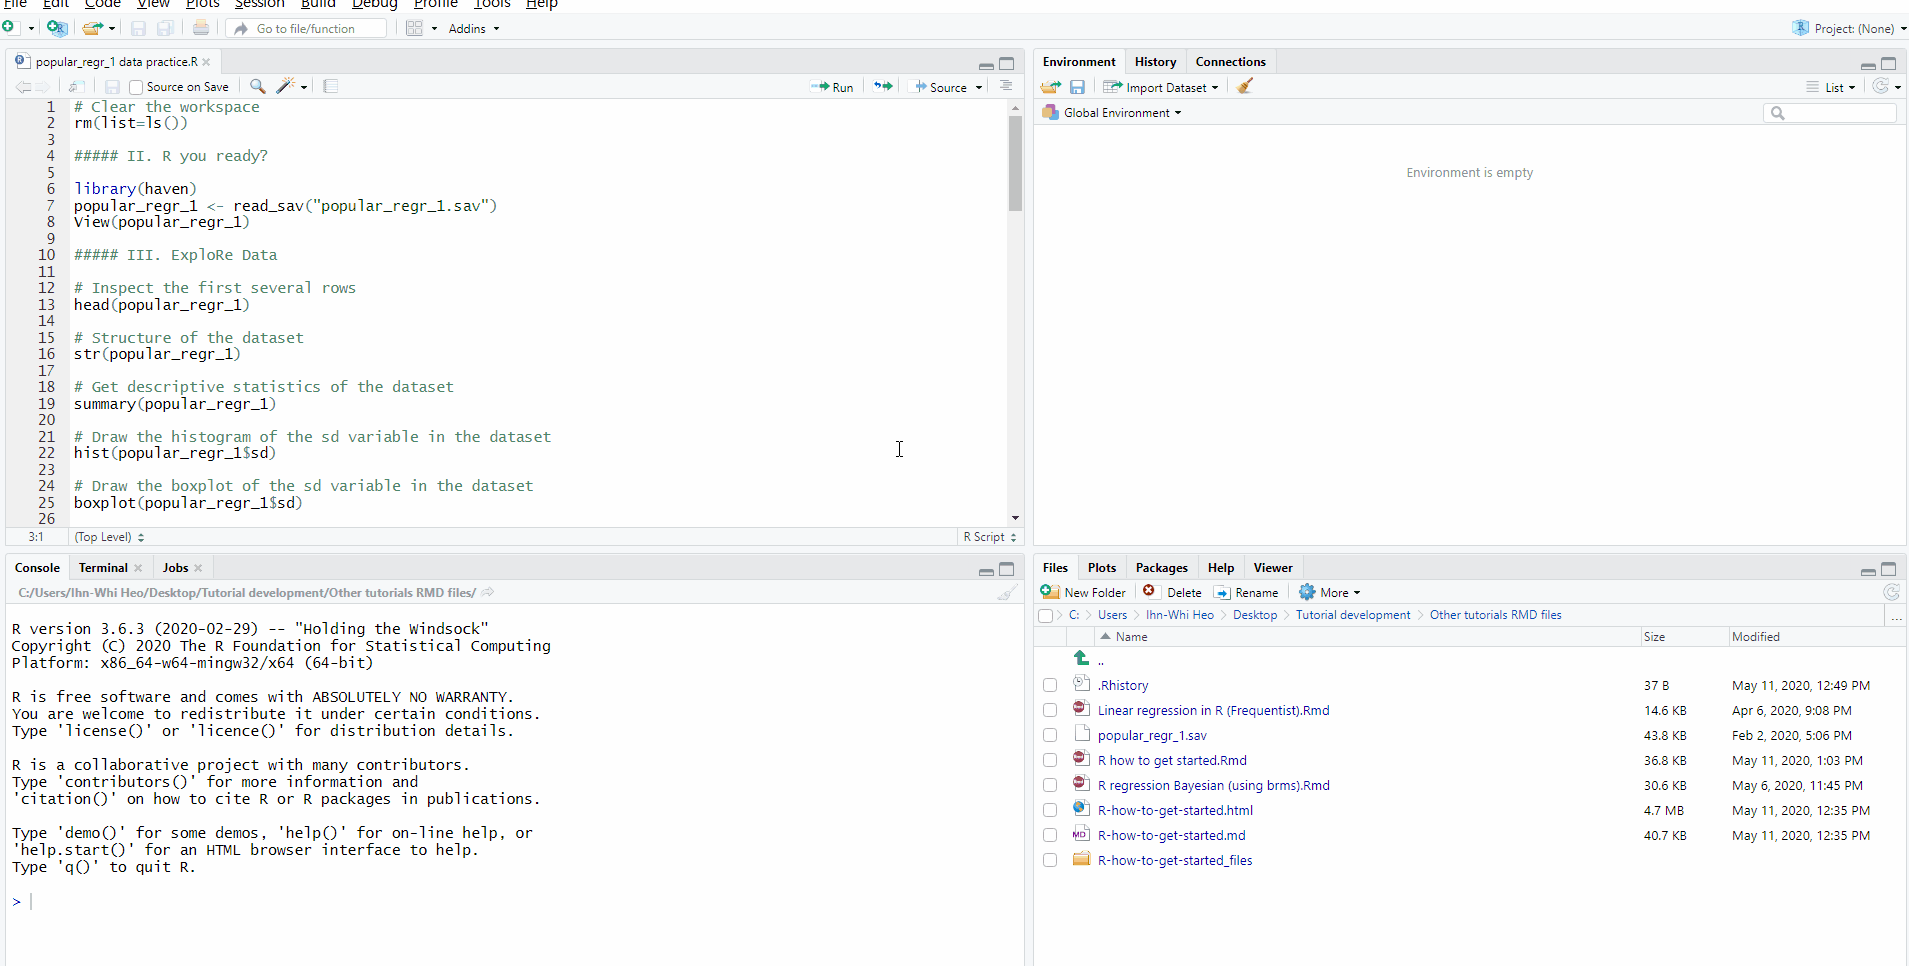 File Edit Code View Plots Session Build Debug Profile Tools Help
Go to file/function Addins Project: (None)
popular_regr_1 data practice.R
Source on Save Run Source
1 # Clear the workspace
2 rm(list=ls())
3
4 ##### II. R you ready?
5
6 library(haven)
7 popular_regr_1 <- read_sav("popular_regr_1.sav")
8 View(popular_regr_1)
9
10 ##### III. ExploRe Data
11
12 # Inspect the first several rows
13 head(popular_regr_1)
14
15 # Structure of the dataset
16 str(popular_regr_1)
17
18 # Get descriptive statistics of the dataset
19 summary(popular_regr_1)
20
21 # Draw the histogram of the sd variable in the dataset
22 hist(popular_regr_1$sd)
23
24 # Draw the boxplot of the sd variable in the dataset
25 boxplot(popular_regr_1$sd)
26
3:1 (Top Level) R Script
Environment History Connections
Import Dataset List
Global Environment
Environment is empty
Console Terminal Jobs
C:/Users/Ihn-Whi Heo/Desktop/Tutorial development/Other tutorials RMD files/
R version 3.6.3 (2020-02-29) -- "Holding the Windsock"
Copyright (C) 2020 The R Foundation for Statistical Computing
Platform: x86_64-w64-mingw32/x64 (64-bit)
R is free software and comes with ABSOLUTELY NO WARRANTY.
You are welcome to redistribute it under certain conditions.
Type 'license()' or 'licence()' for distribution details.
R is a collaborative project with many contributors.
Type 'contributors()' for more information and
'citation()' on how to cite R or R packages in publications.
Type 'demo()' for some demos, 'help()' for on-line help, or
'help.start()' for an HTML browser interface to help.
Type 'q()' to quit R.
>
Files Plots Packages Help Viewer
New Folder Delete Rename More
C: Users Ihn-Whi Heo Desktop Tutorial development Other tutorials RMD files ...
Name Size Modified
..
.Rhistory 37 B May 11, 2020, 12:49 PM
Linear regression in R (Frequentist).Rmd 14.6 KB Apr 6, 2020, 9:08 PM
popular_regr_1.sav 43.8 KB Feb 2, 2020, 5:06 PM
R how to get started.Rmd 36.8 KB May 11, 2020, 1:03 PM
R regression Bayesian (using brms).Rmd 30.6 KB May 6, 2020, 11:45 PM
R-how-to-get-started.html 4.7 MB May 11, 2020, 12:35 PM
R-how-to-get-started.md 40.7 KB May 11, 2020, 12:35 PM
R-how-to-get-started_files